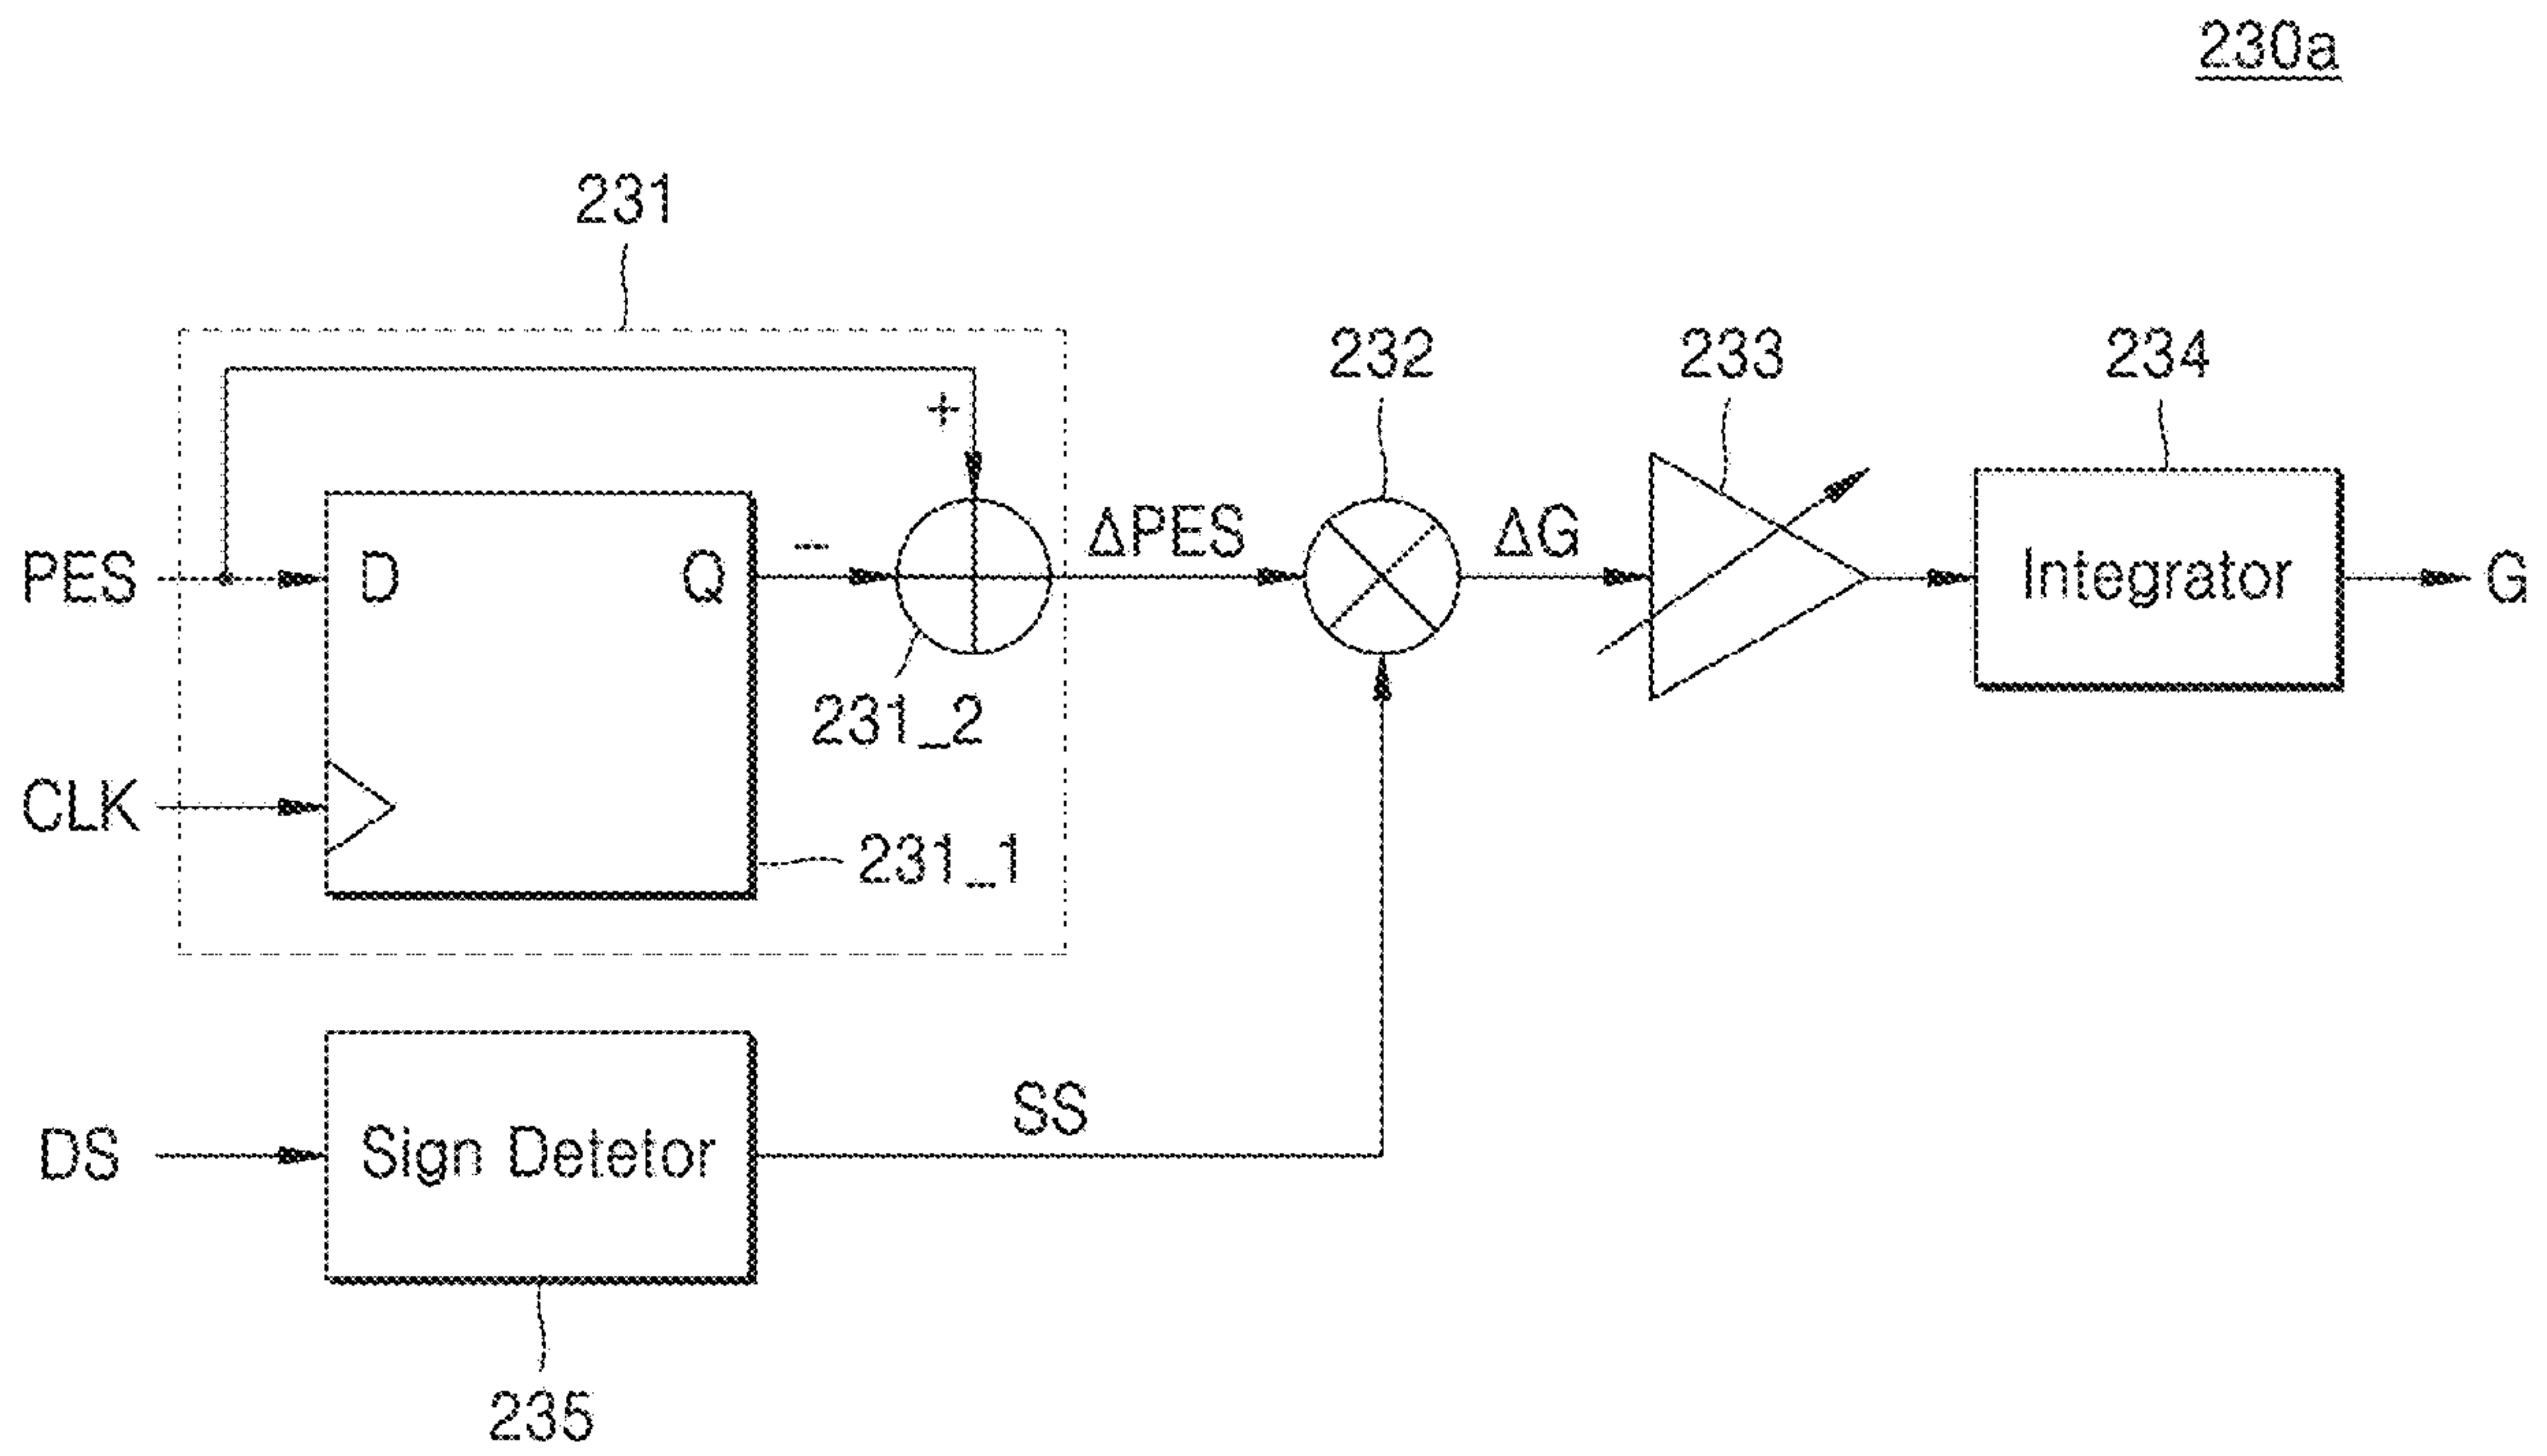 230a
231
232
233
234
+
PES
D
Q
−
ΔPES
ΔG
Integrator
G
231_2
CLK
231_1
DS
Sign Detetor
SS
235